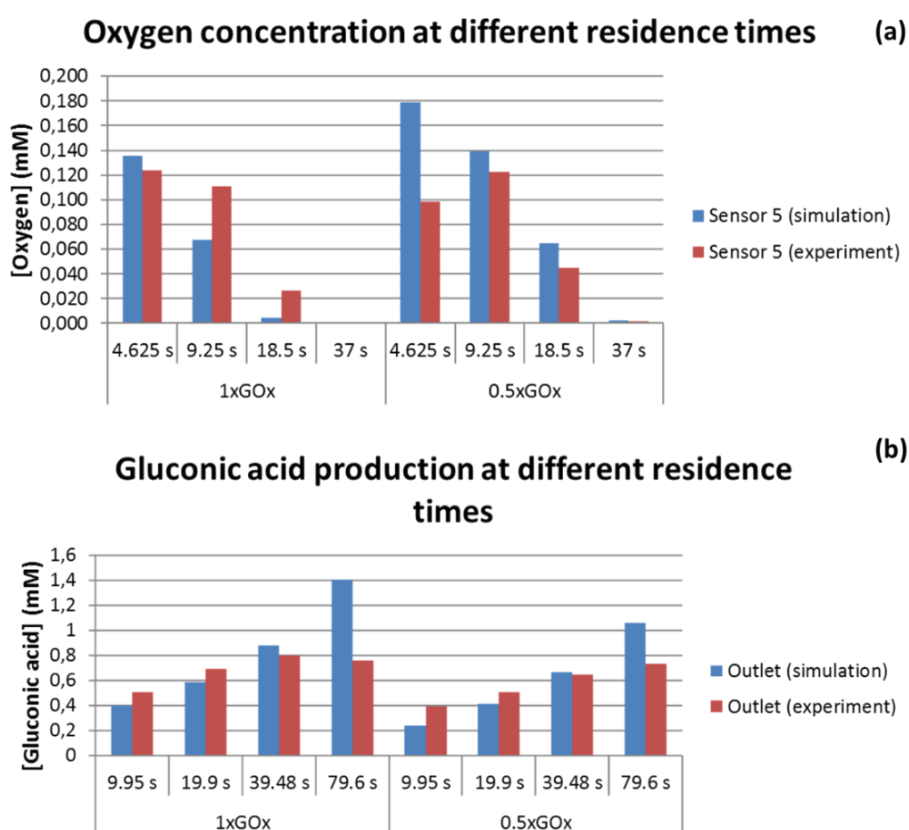 Oxygen concentration at different residence times (a)
0,200
0,180
0,160
0,140
0,120
0,100
0,080
0,060
0,040
0,020
0,000
[Oxygen] (mM)
4.625 s 9.25 s 18.5 s 37 s 4.625 s 9.25 s 18.5 s 37 s
1xGOx 0.5xGOx
Sensor 5 (simulation)
Sensor 5 (experiment)
(b)
Gluconic acid production at different residence
times
1,6
1,4
1,2
1
0,8
0,6
0,4
0,2
0
[Gluconic acid] (mM)
9.95 s 19.9 s 39.48 s 79.6 s 9.95 s 19.9 s 39.48 s 79.6 s
1xGOx 0.5xGOx
Outlet (simulation)
Outlet (experiment)